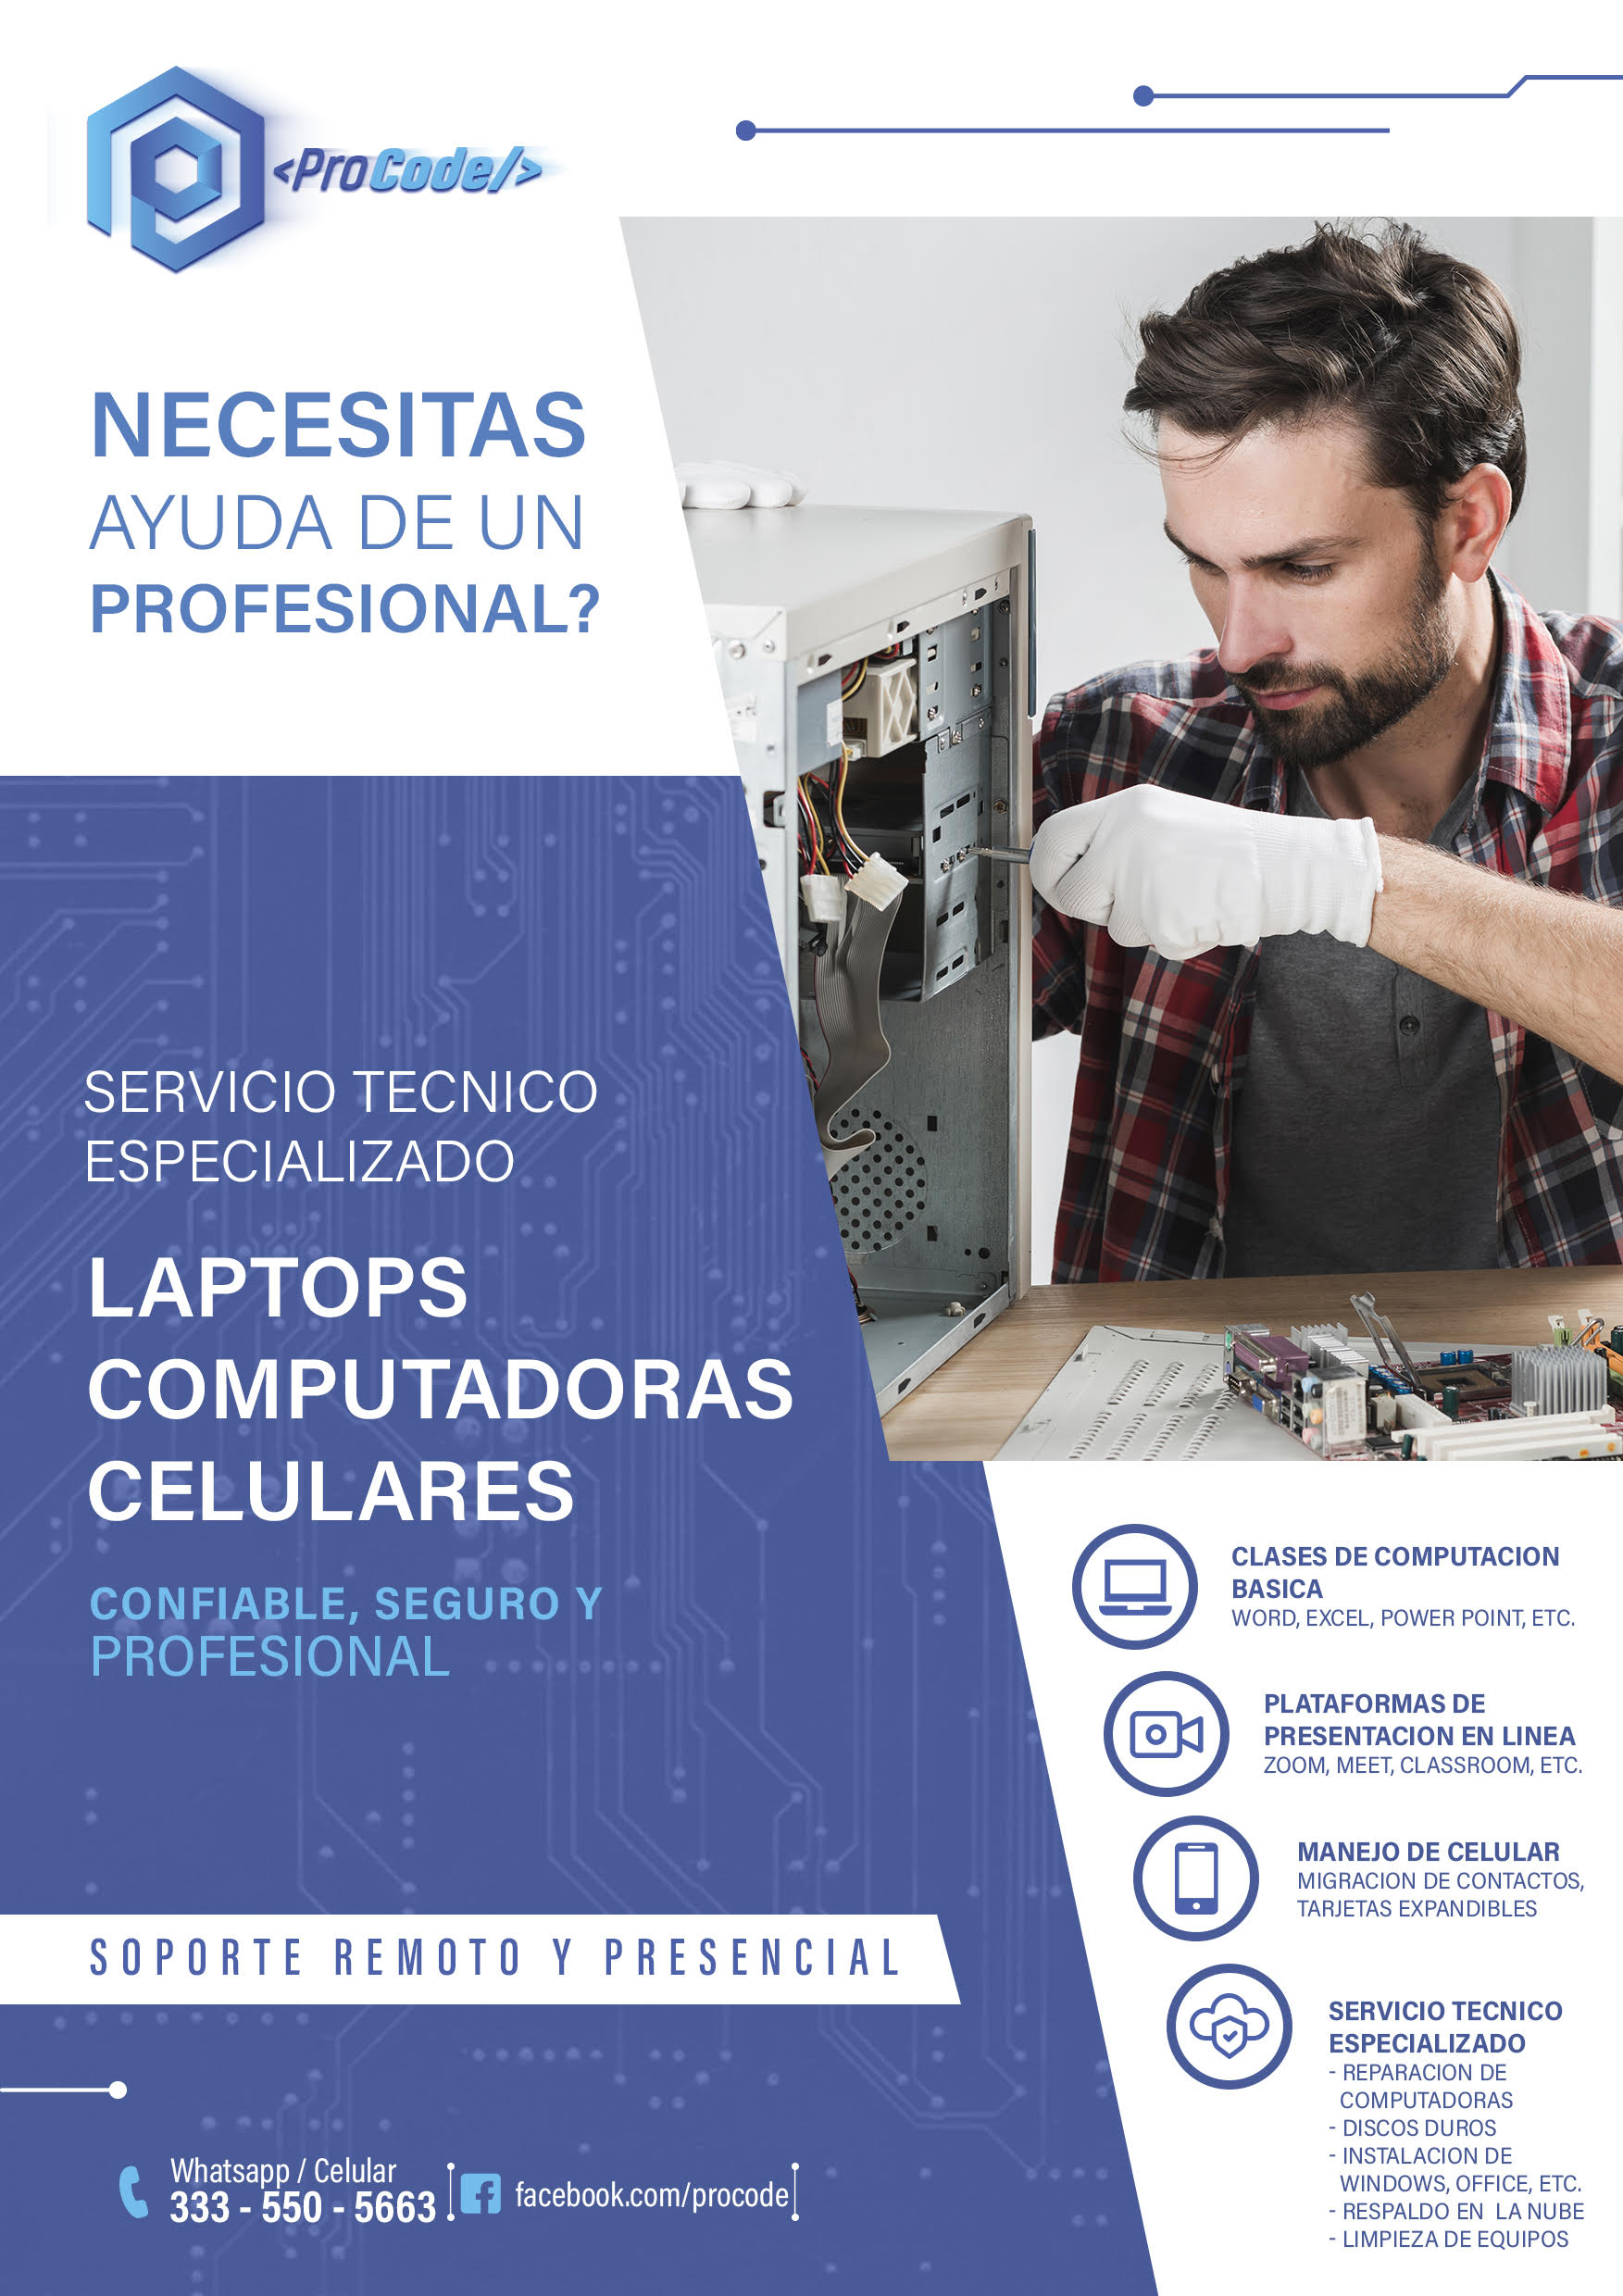 <ProCode/>
NECESITAS
AYUDA DE UN
PROFESIONAL?
SERVICIO TECNICO
ESPECIALIZADO
LAPTOPS
COMPUTADORAS
CELULARES
CONFIABLE, SEGURO Y
PROFESIONAL
SOPORTE REMOTO Y PRESENCIAL
Whatsapp / Celular
333 - 550 - 5663
facebook.com/procode
CLASES DE COMPUTACION
BASICA
WORD, EXCEL, POWER POINT, ETC.
PLATAFORMAS DE
PRESENTACION EN LINEA
ZOOM, MEET, CLASSROOM, ETC.
MANEJO DE CELULAR
MIGRACION DE CONTACTOS,
TARJETAS EXPANDIBLES
SERVICIO TECNICO
ESPECIALIZADO
- REPARACION DE
COMPUTADORAS
- DISCOS DUROS
- INSTALACION DE
WINDOWS, OFFICE, ETC.
- RESPALDO EN LA NUBE
- LIMPIEZA DE EQUIPOS